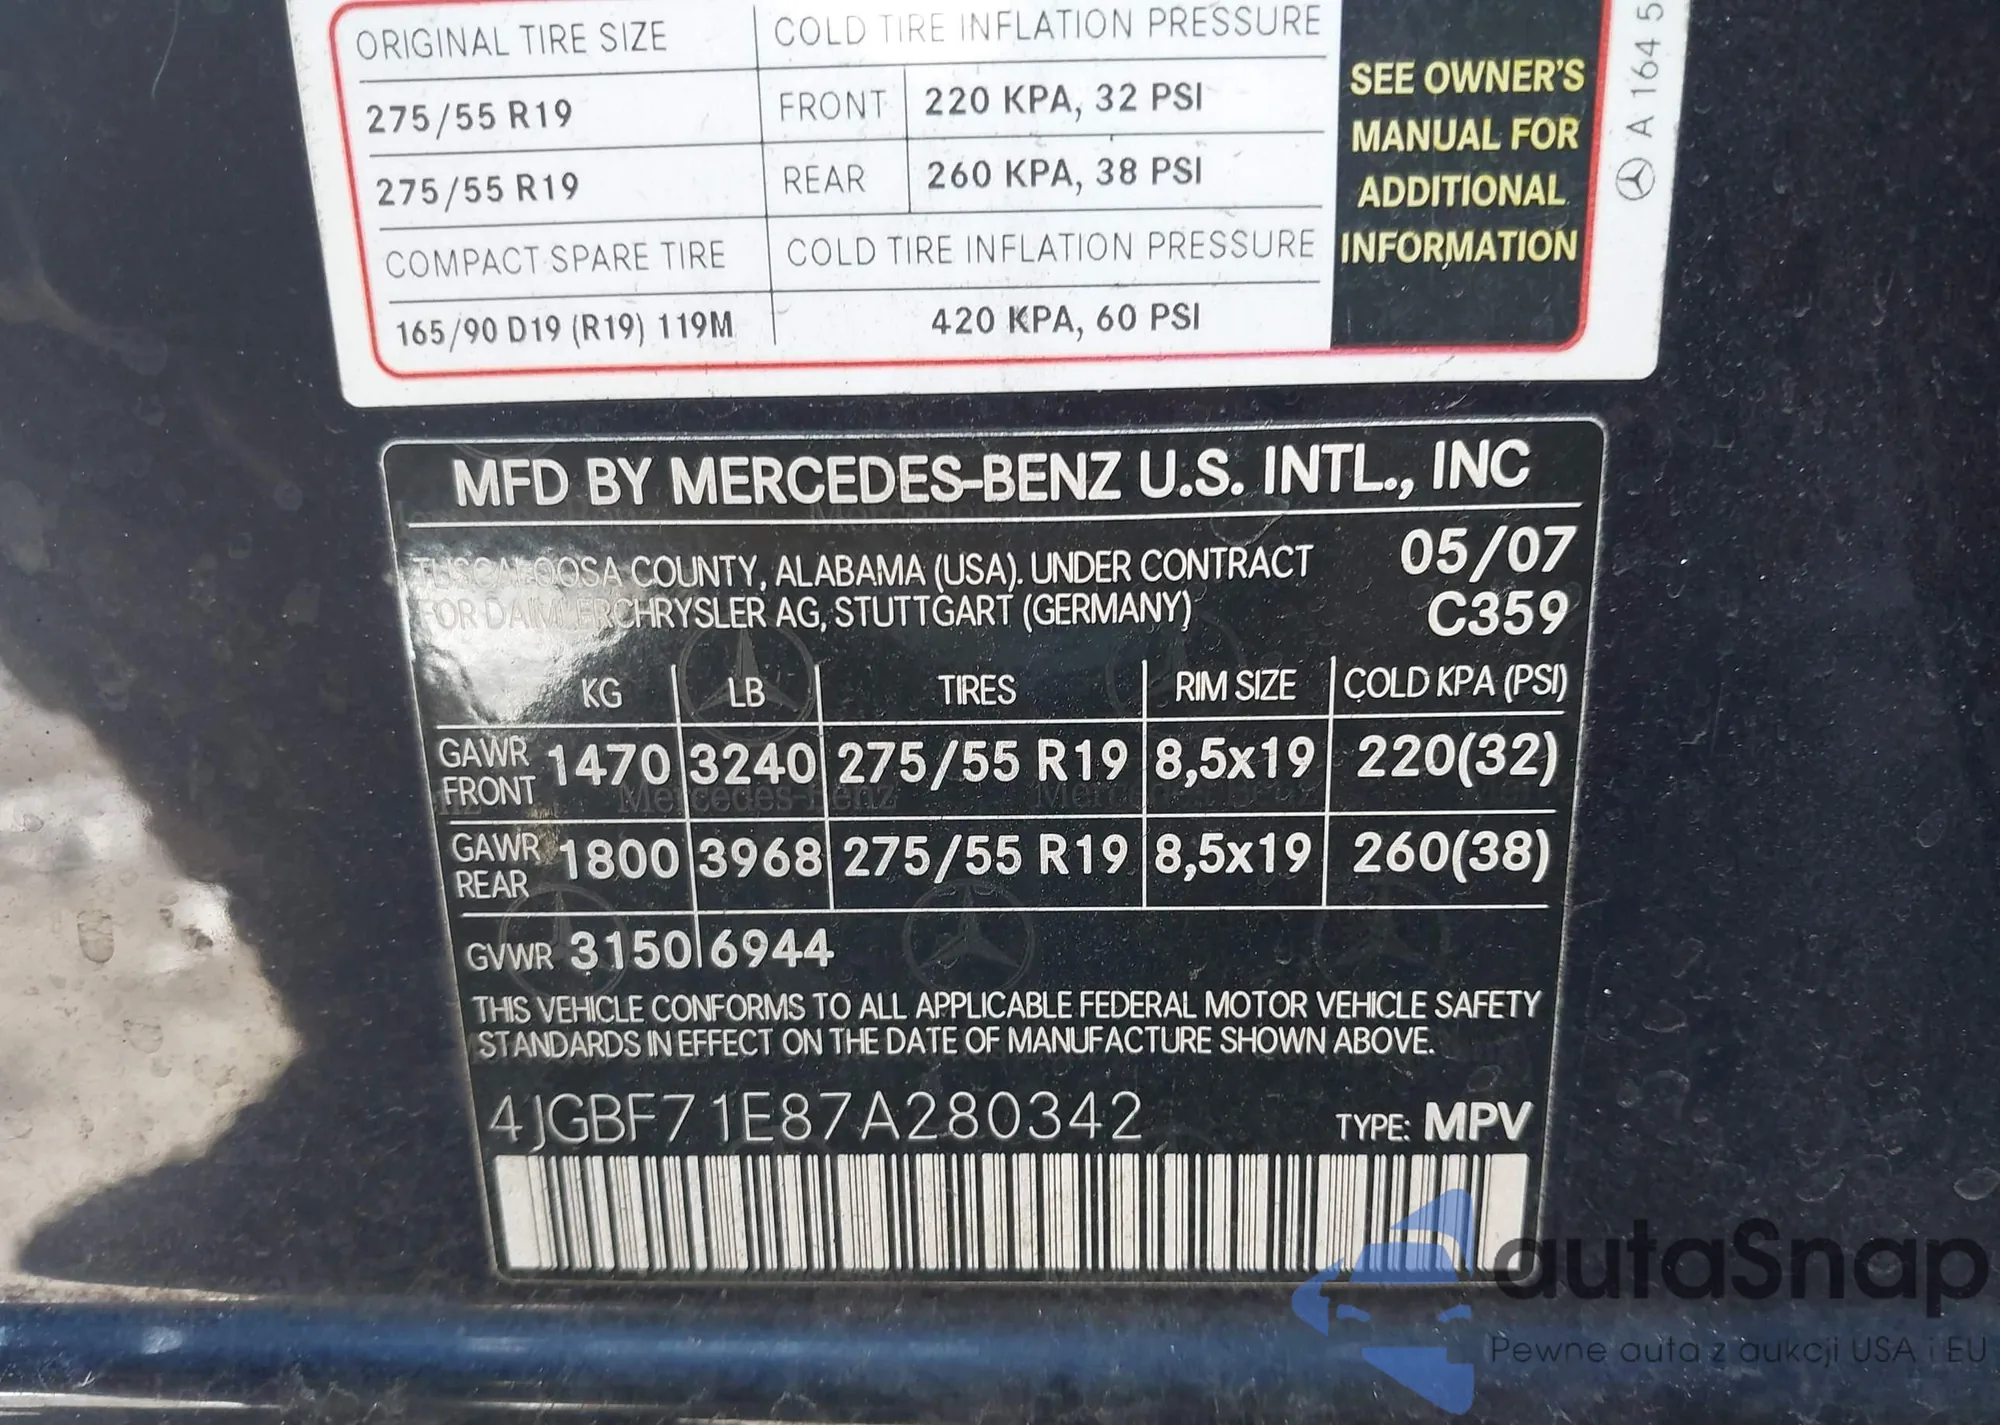 ORIGINAL TIRE SIZE COLD TIRE INFLATION PRESSURE
275/55 R19 FRONT 220 KPA, 32 PSI
275/55 R19 REAR 260 KPA, 38 PSI
COMPACT SPARE TIRE COLD TIRE INFLATION PRESSURE
165/90 D19 (R19) 119M 420 KPA, 60 PSI
SEE OWNER'S
MANUAL FOR
ADDITIONAL
INFORMATION
A 164 5
MFD BY MERCEDES-BENZ U.S. INTL., INC
TUSCALOOSA COUNTY, ALABAMA (USA). UNDER CONTRACT 05/07
FOR DAIMLERCHRYSLER AG, STUTTGART (GERMANY) C359
KG LB TIRES RIM SIZE COLD KPA (PSI)
GAWR FRONT 1470 3240 275/55 R19 8,5x19 220(32)
GAWR REAR 1800 3968 275/55 R19 8,5x19 260(38)
GVWR 3150 6944
THIS VEHICLE CONFORMS TO ALL APPLICABLE FEDERAL MOTOR VEHICLE SAFETY
STANDARDS IN EFFECT ON THE DATE OF MANUFACTURE SHOWN ABOVE.
4JGBF71E87A280342 TYPE: MPV
autaSnap
Pewne auta z aukcji USA i EU